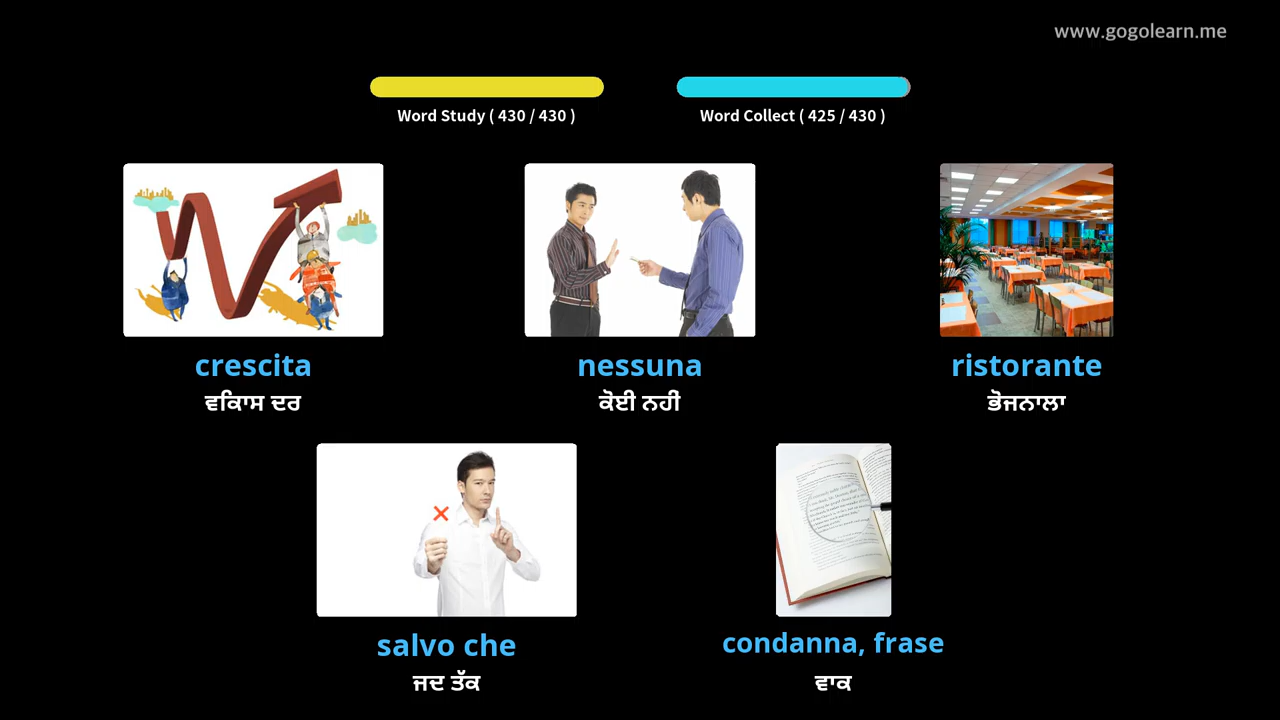 www.gogolearn.me
Word Study ( 430 / 430 )
Word Collect ( 425 / 430 )
crescita
ਵਿਕਾਸ ਦਰ
nessuna
ਕੋਈ ਨਹੀਂ
ristorante
ਭੋਜਨਾਲਾ
salvo che
ਜਦ ਤੱਕ
condanna, frase
ਵਾਕ